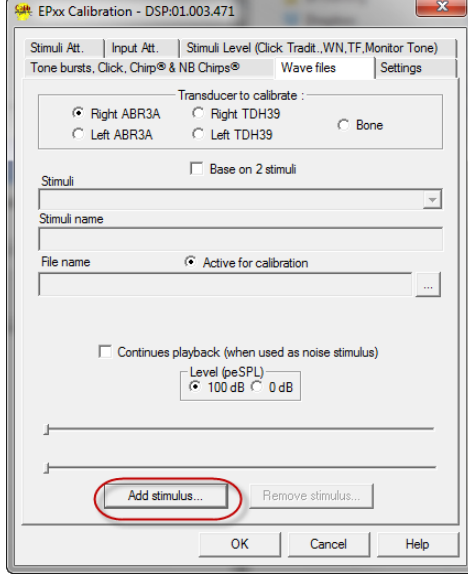 EPxx Calibration - DSP:01.003.471
Stimuli Att. Input Att. Stimuli Level (Click Tradit.,WN,TF,Monitor Tone)
Tone bursts, Click, Chirp® & NB Chirps® Wave files Settings
Transducer to calibrate :
Right ABR3A Right TDH39
Bone
Left ABR3A Left TDH39
Base on 2 stimuli
Stimuli
Stimuli name
File name Active for calibration
...
Continues playback (when used as noise stimulus)
Level (peSPL)
100 dB 0 dB
Add stimulus... Remove stimulus...
OK Cancel Help